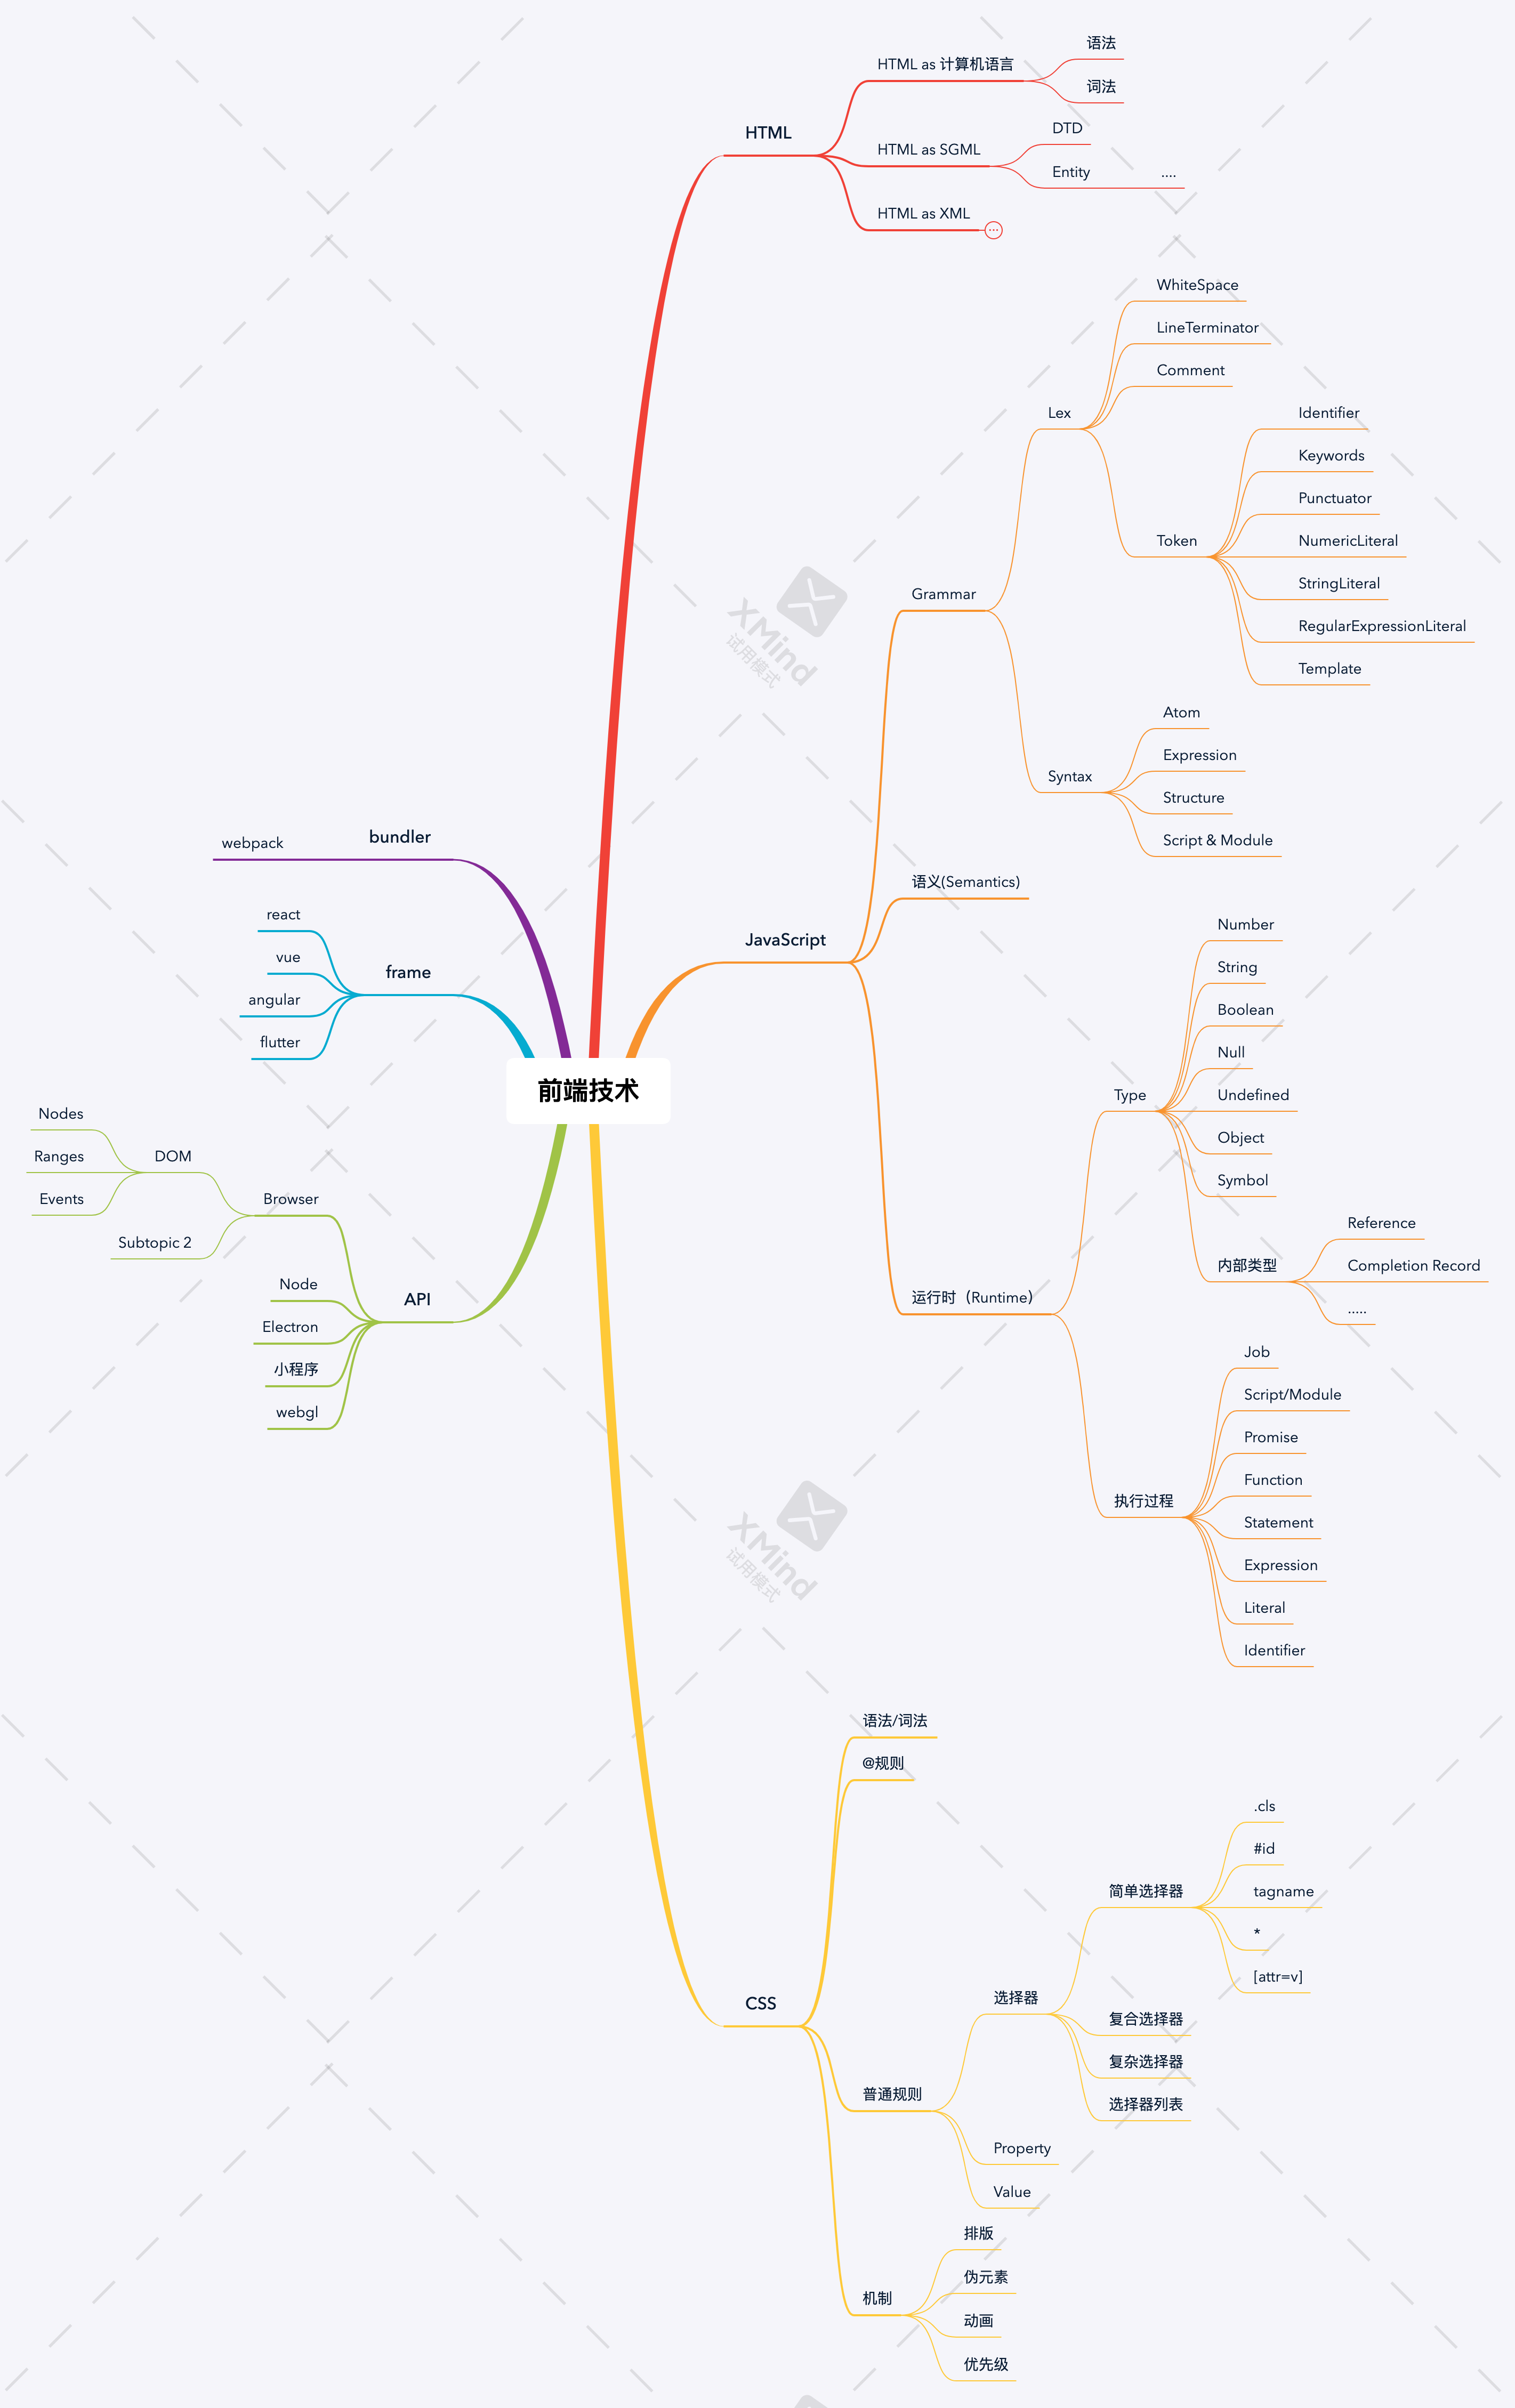 前端技术
HTML
HTML as 计算机语言
语法
词法
HTML as SGML
DTD
Entity
....
HTML as XML
JavaScript
Grammar
Lex
WhiteSpace
LineTerminator
Comment
Token
Identifier
Keywords
Punctuator
NumericLiteral
StringLiteral
RegularExpressionLiteral
Template
Syntax
Atom
Expression
Structure
Script & Module
语义(Semantics)
运行时（Runtime）
Type
Number
String
Boolean
Null
Undefined
Object
Symbol
内部类型
Reference
Completion Record
.....
执行过程
Job
Script/Module
Promise
Function
Statement
Expression
Literal
Identifier
CSS
语法/词法
@规则
普通规则
选择器
简单选择器
.cls
#id
tagname
*
[attr=v]
复合选择器
复杂选择器
选择器列表
Property
Value
机制
排版
伪元素
动画
优先级
bundler
webpack
frame
react
vue
angular
flutter
API
Browser
DOM
Nodes
Ranges
Events
Subtopic 2
Node
Electron
小程序
webgl
XMind
试用模式
XMind
试用模式